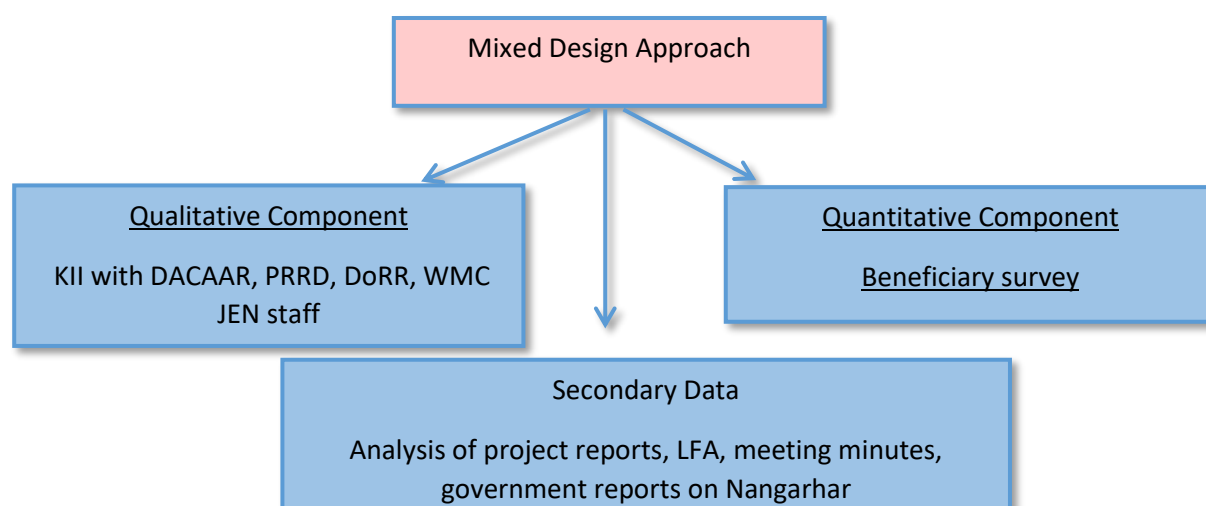 Mixed Design Approach
Qualitative Component
KII with DACAAR, PRRD, DoRR, WMC
JEN staff
Quantitative Component
Beneficiary survey
Secondary Data
Analysis of project reports, LFA, meeting minutes,
government reports on Nangarhar